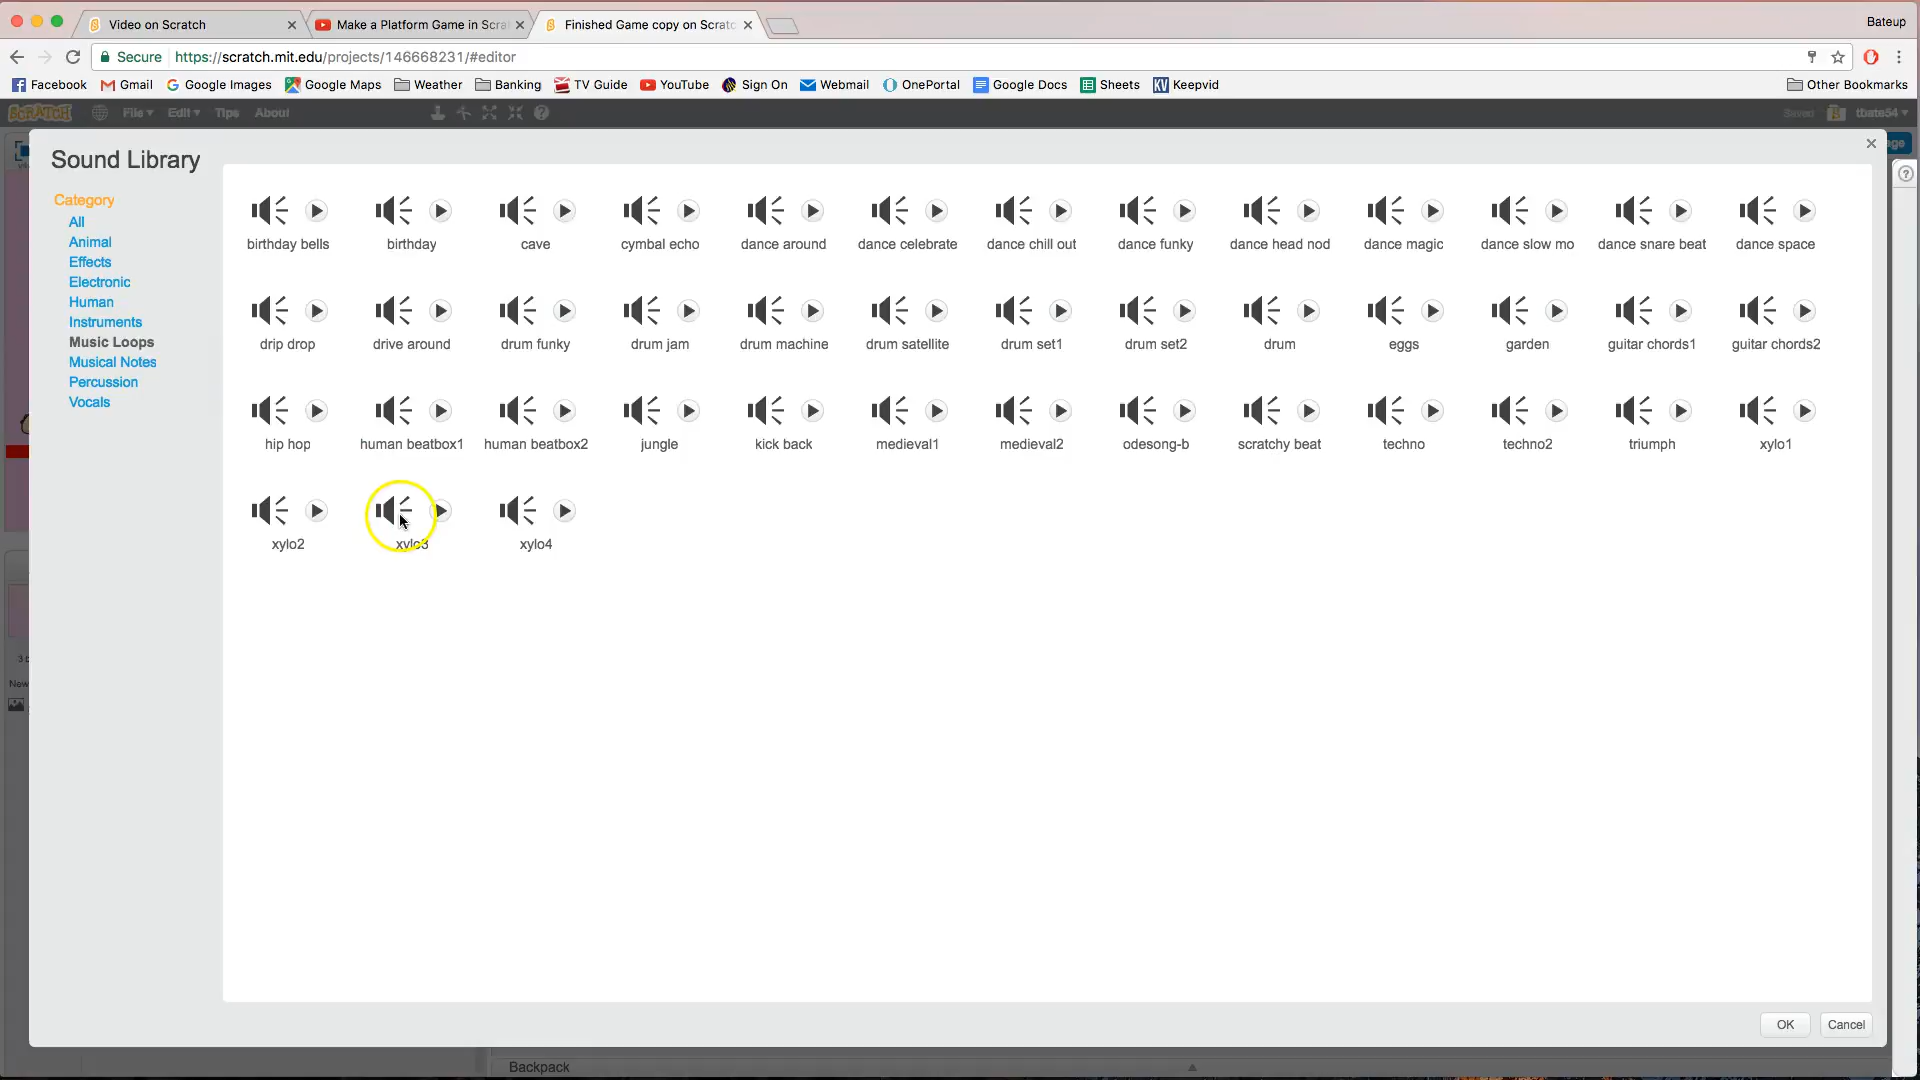 Video on Scratch
Make a Platform Game in Scra
Finished Game copy on Scratc
Bateup
Secure
https://scratch.mit.edu/projects/146668231/#editor
Facebook Gmail Google Images Google Maps Weather Banking TV Guide YouTube Sign On Webmail OnePortal Google Docs Sheets Keepvid Other Bookmarks
SCRATCH File Edit Tips About Saved tbate54
Sound Library
Category
All
Animal
Effects
Electronic
Human
Instruments
Music Loops
Musical Notes
Percussion
Vocals
birthday bells birthday cave cymbal echo dance around dance celebrate dance chill out dance funky dance head nod dance magic dance slow mo dance snare beat dance space
drip drop drive around drum funky drum jam drum machine drum satellite drum set1 drum set2 drum eggs garden guitar chords1 guitar chords2
hip hop human beatbox1 human beatbox2 jungle kick back medieval1 medieval2 odesong-b scratchy beat techno techno2 triumph xylo1
xylo2 xylo3 xylo4
New
OK Cancel
Backpack